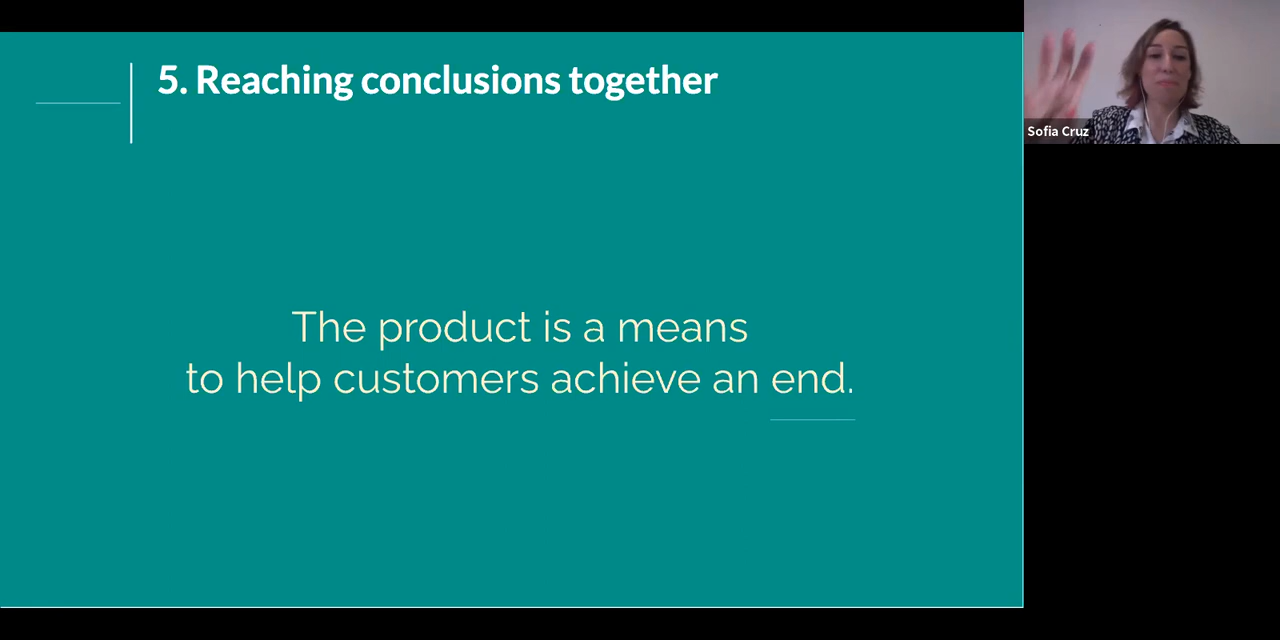 5. Reaching conclusions together
The product is a means
to help customers achieve an end.
Sofia Cruz